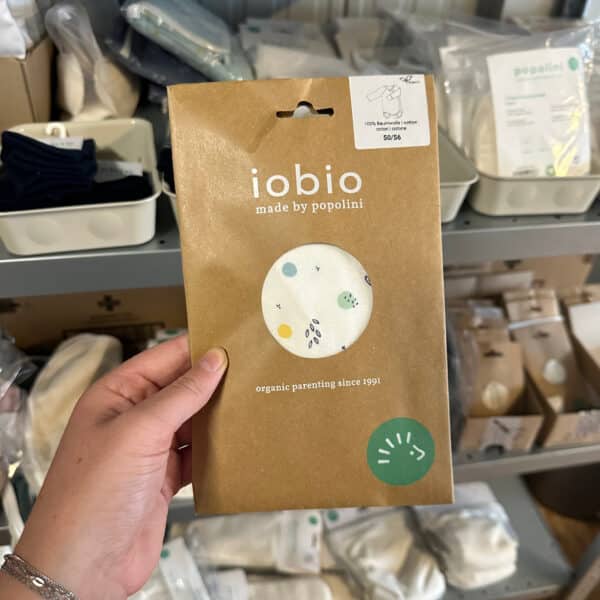 100% Baumwolle | cotton
coton | cotone
50/56
iobio
made by popolini
organic parenting since 1991
popolini